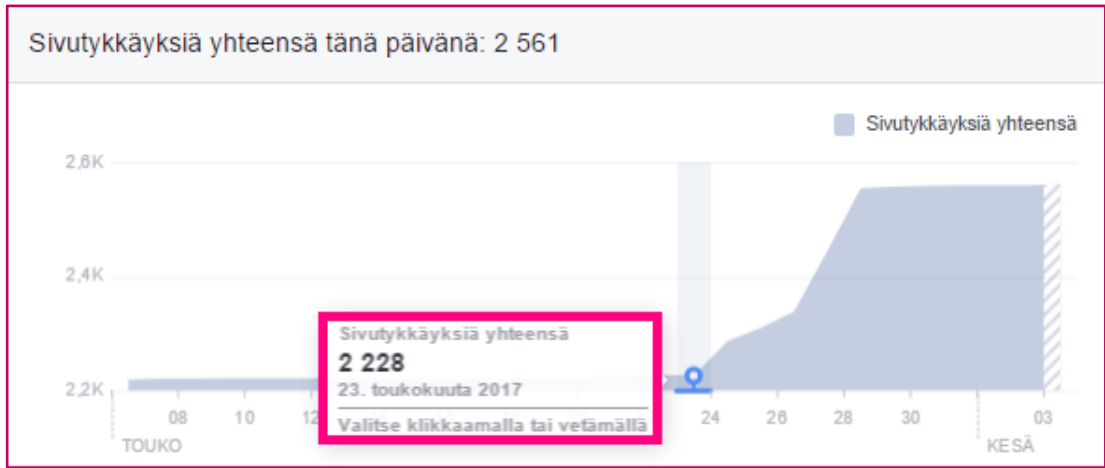 Sivutykkäyksiä yhteensä tänä päivänä: 2 561
Sivutykkäyksiä yhteensä
2,6K
2,4K
2,2K
Sivutykkäyksiä yhteensä
2 228
23. toukokuuta 2017
Valitse klikkaamalla tai vetämällä
08 10 12 24 26 28 30 03
TOUKO KESÄ